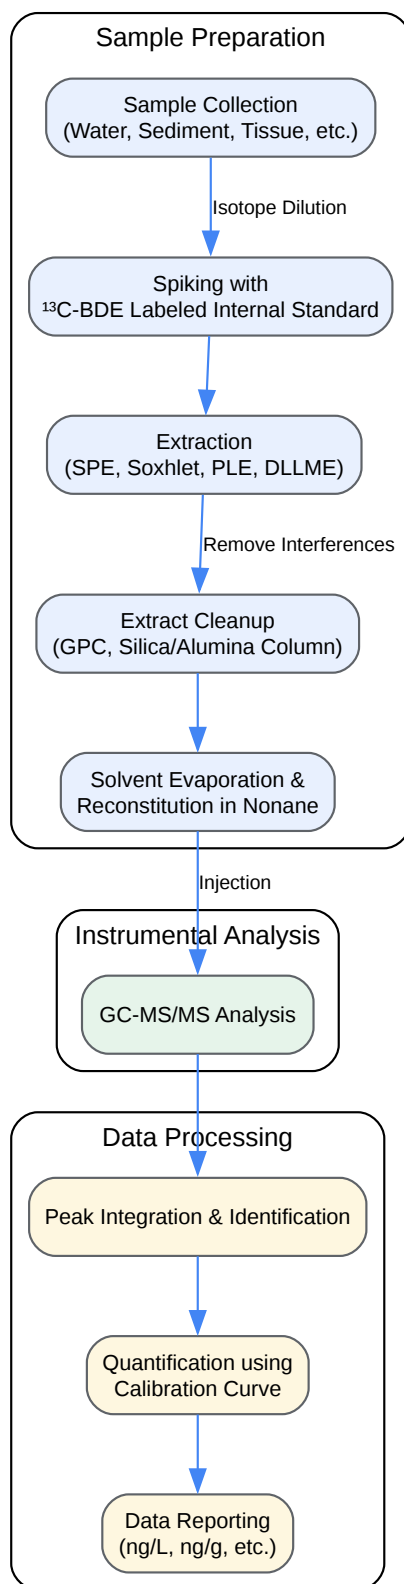 Sample Preparation
Sample Collection
(Water, Sediment, Tissue, etc.)
Isotope Dilution
Spiking with
¹³C-BDE Labeled Internal Standard
Extraction
(SPE, Soxhlet, PLE, DLLME)
Remove Interferences
Extract Cleanup
(GPC, Silica/Alumina Column)
Solvent Evaporation &
Reconstitution in Nonane
Injection
Instrumental Analysis
GC-MS/MS Analysis
Data Processing
Peak Integration & Identification
Quantification using
Calibration Curve
Data Reporting
(ng/L, ng/g, etc.)